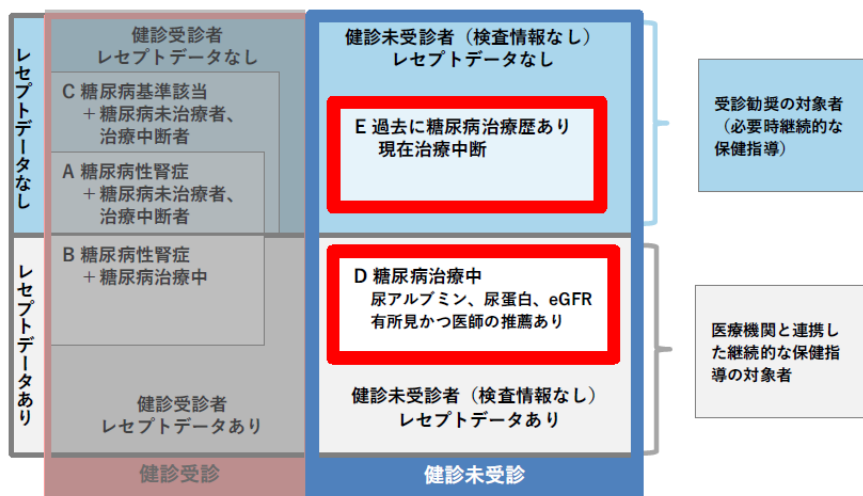 レセプトデータなし
健診受診者
レセプトデータなし
C 糖尿病基準該当
＋糖尿病未治療者、
治療中断者
A 糖尿病性腎症
＋糖尿病未治療者、
治療中断者
健診未受診者（検査情報なし）
レセプトデータなし
E 過去に糖尿病治療歴あり
現在治療中断
受診勧奨の対象者
（必要時継続的な
保健指導）
レセプトデータあり
B 糖尿病性腎症
＋糖尿病治療中
健診受診者
レセプトデータあり
D 糖尿病治療中
尿アルブミン、尿蛋白、eGFR
有所見かつ医師の推薦あり
健診未受診者（検査情報なし）
レセプトデータあり
医療機関と連携し
た継続的な保健指
導の対象者
健診受診
健診未受診